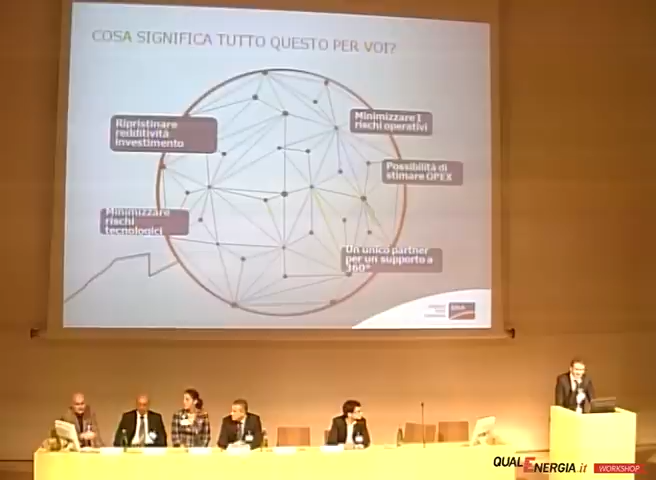 COSA SIGNIFICA TUTTO QUESTO PER VOI?
Ripristinare
redditività
investimento
Minimizzare I
rischi operativi
Possibilità di
stimare OPEX
Minimizzare
rischi
tecnologici
Un unico partner
per un supporto a
360°
SMA
QUALENERGIA.it WORKSHOP